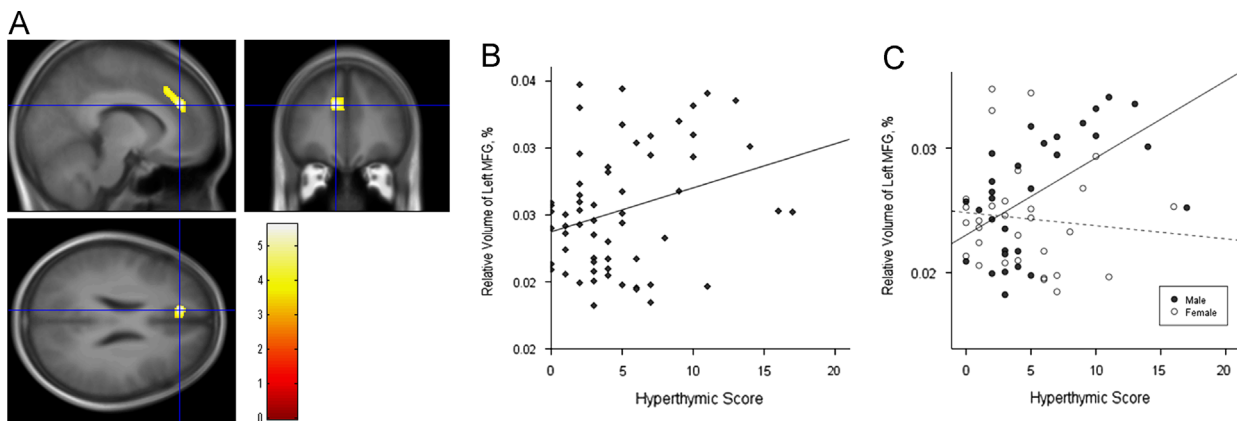 A
5
4
3
2
1
0
B
Relative Volume of Left MFG, %
0.04
0.03
0.03
0.02
0.02
0
5
10
15
20
Hyperthymic Score
C
Relative Volume of Left MFG, %
0.03
0.02
Male
Female
0
5
10
15
20
Hyperthymic Score